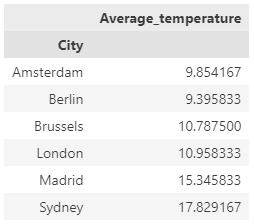 Average_temperature
City
Amsterdam 9.854167
Berlin 9.395833
Brussels 10.787500
London 10.958333
Madrid 15.345833
Sydney 17.829167